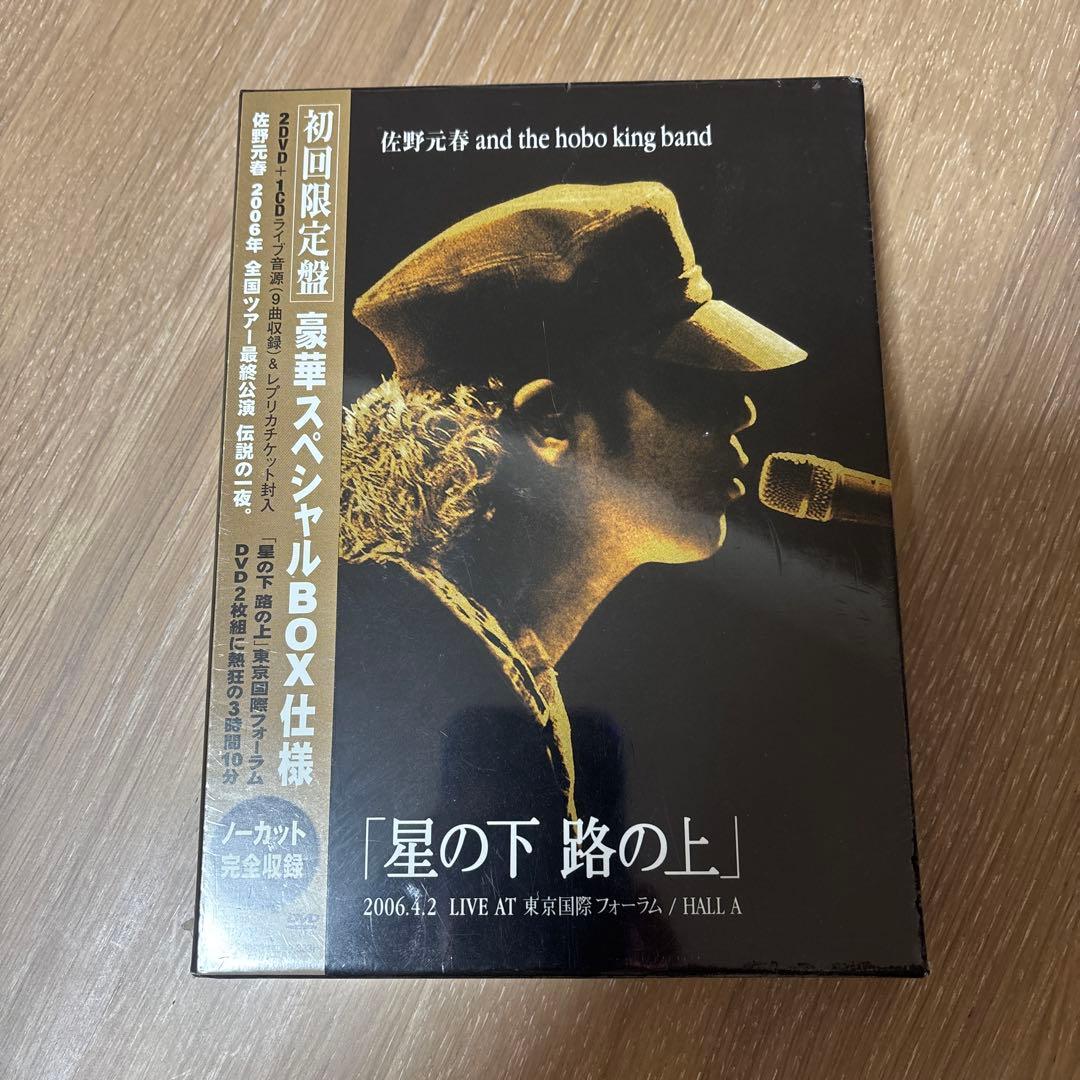 佐野元春 and the hobo king band
初回限定盤 豪華スペシャルBOX仕様
2DVD+1CDライブ音源(9曲収録)&レプリカチケット封入
佐野元春 2006年 全国ツアー最終公演 伝説の一夜。
「星の下 路の上」東京国際フォーラム
DVD2枚組に熱狂の3時間10分
ノーカット
完全収録
DVD
「星の下 路の上」
2006.4.2 LIVE AT 東京国際フォーラム / HALL A